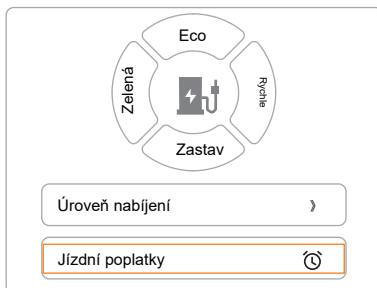 Eco
Zelená
Rychle
Zastav
Úroveň nabíjení
Jízdní poplatky